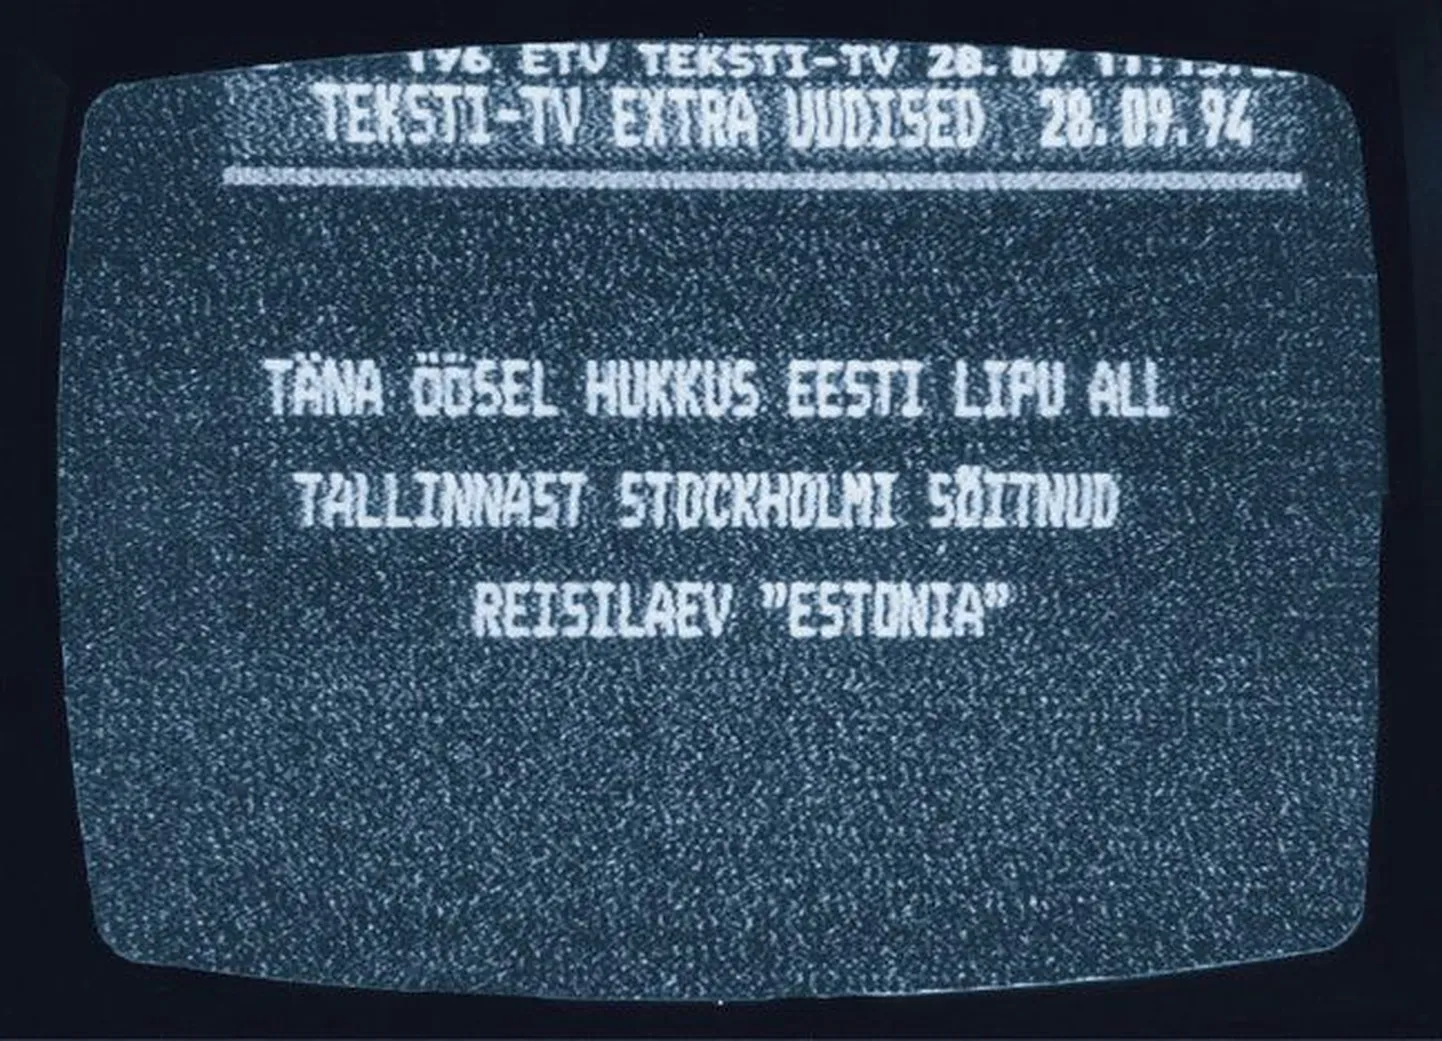 196 ETV TEKSTI-TV 28.09
TEKSTI-TV EXTRA UUDISED 28.09.94
TÄNA ÖÖSEL HUKKUS EESTI LIPU ALL
TALLINNAST STOCKHOLMI SÕITNUD
REISILAEV "ESTONIA"